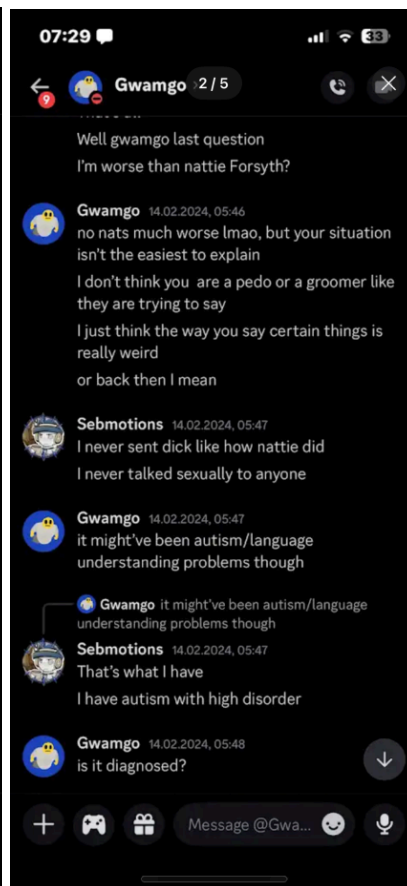 07:29
33
9
Gwamgo
2/5
Well gwamgo last question
I'm worse than nattie Forsyth?
Gwamgo 14.02.2024, 05:46
no nats much worse lmao, but your situation
isn't the easiest to explain
I don't think you are a pedo or a groomer like
they are trying to say
I just think the way you say certain things is
really weird
or back then I mean
Sebmotions 14.02.2024, 05:47
I never sent dick like how nattie did
I never talked sexually to anyone
Gwamgo 14.02.2024, 05:47
it might've been autism/language
understanding problems though
Gwamgo it might've been autism/language
understanding problems though
Sebmotions 14.02.2024, 05:47
That's what I have
I have autism with high disorder
Gwamgo 14.02.2024, 05:48
is it diagnosed?
Message @Gwa...